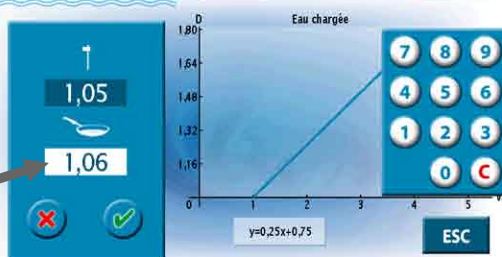 1,05
1,06
D
Eau chargée
1,80
1,64
1,48
1,32
1,16
0 1 2 3 4 5 V
y=0,25x+0,75
7 8 9
4 5 6
1 2 3
0 C
ESC